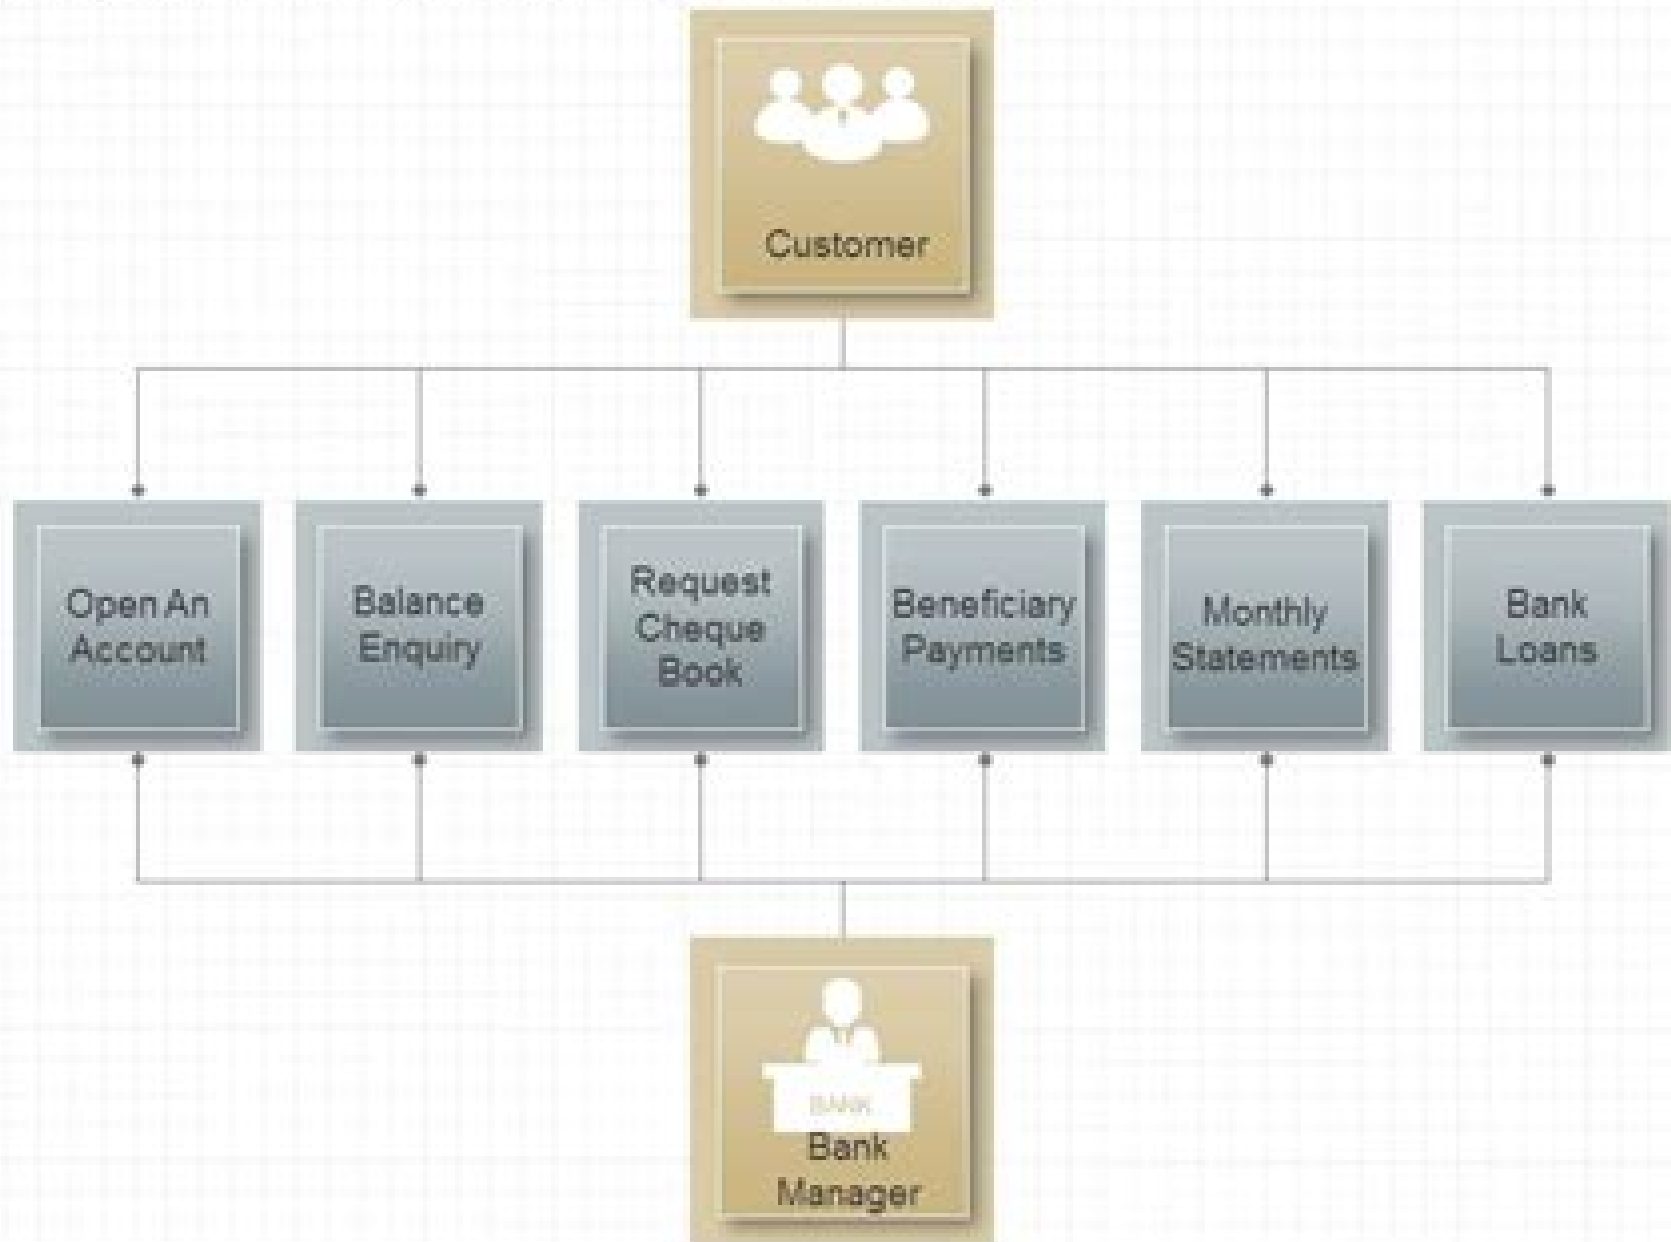 Customer
Open An
Account
Balance
Enquiry
Request
Cheque
Book
Beneficiary
Payments
Monthly
Statements
Bank
Loans
BANK
Bank
Manager